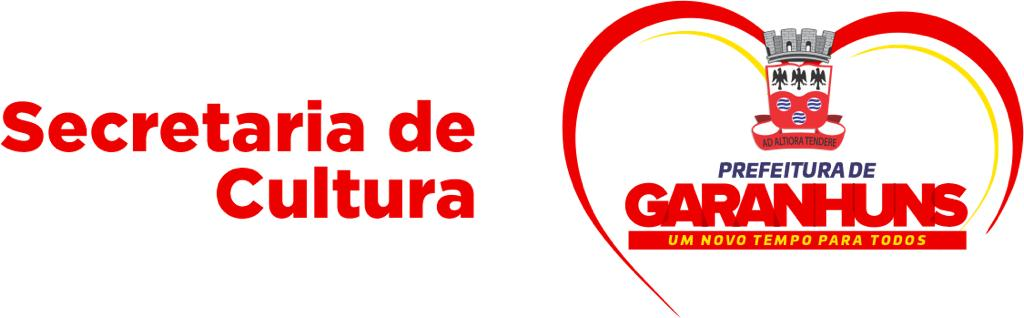 Secretaria de
Cultura
AD ALTIORA TENDERE
PREFEITURA DE
GARANHUNS
UM NOVO TEMPO PARA TODOS